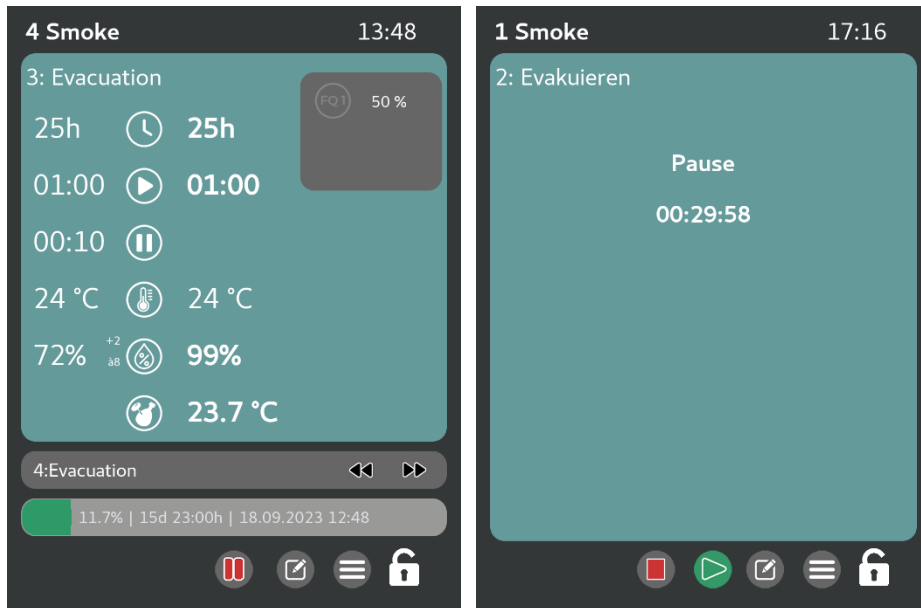 4 Smoke 13:48
3: Evacuation
FQ1 50 %
25h 25h
01:00 01:00
00:10
24 °C 24 °C
72% +2 à8 % 99%
23.7 °C
4:Evacuation
11.7% | 15d 23:00h | 18.09.2023 12:48
1 Smoke 17:16
2: Evakuieren
Pause
00:29:58